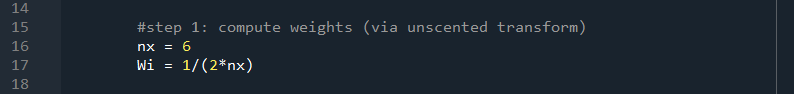 14
15 #step 1: compute weights (via unscented transform)
16 nx = 6
17 Wi = 1/(2*nx)
18